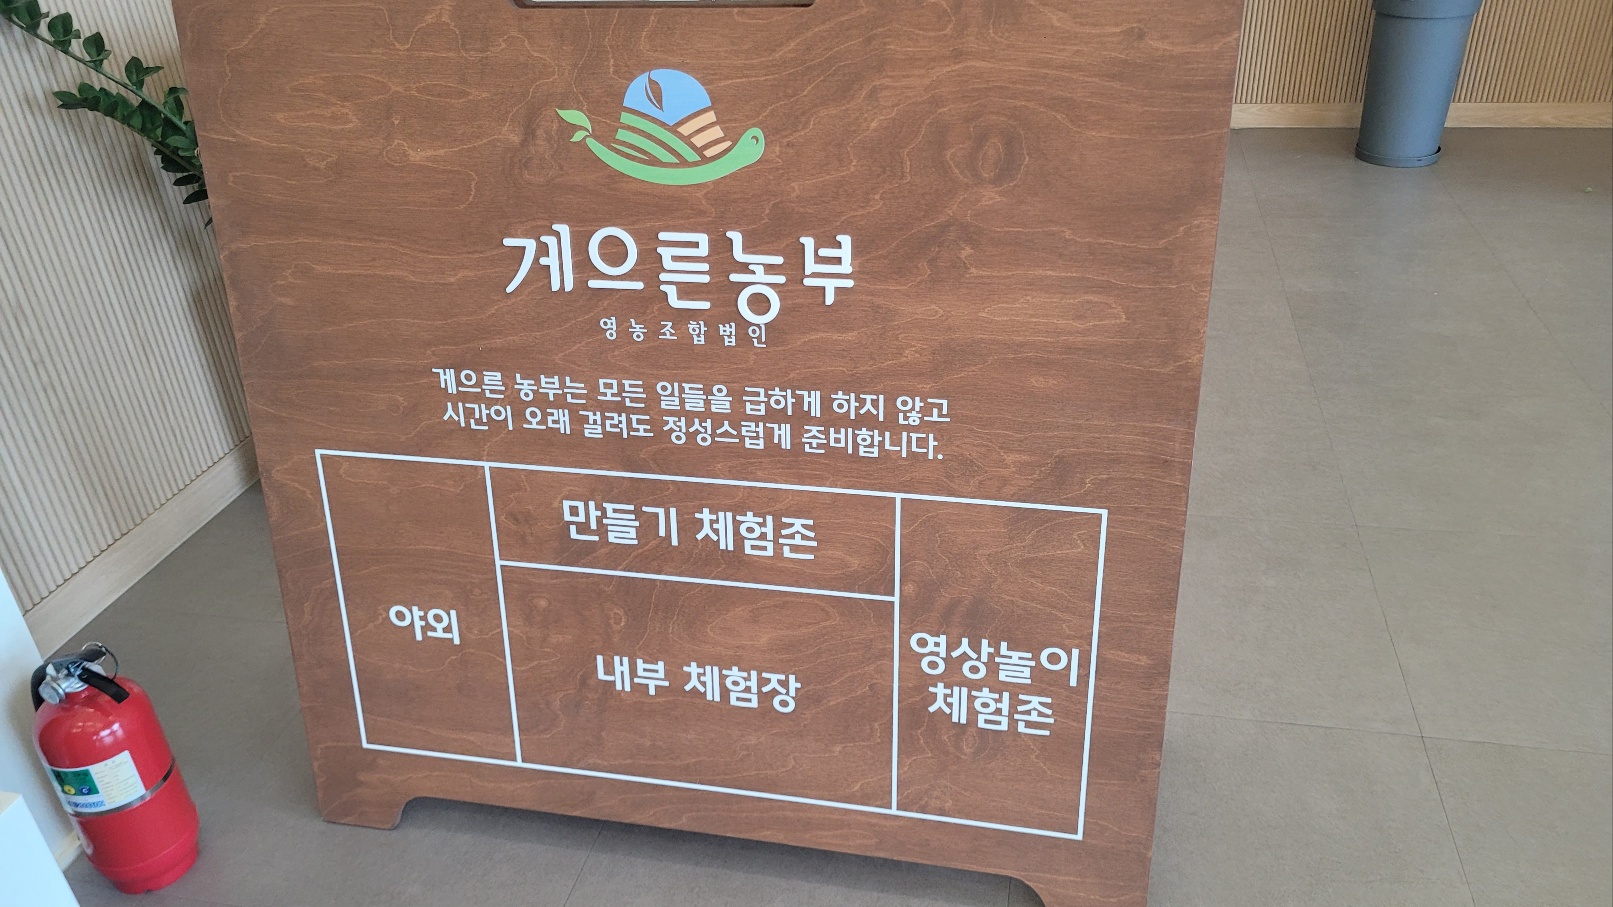 게으른농부
영농조합법인
게으른 농부는 모든 일들을 급하게 하지 않고
시간이 오래 걸려도 정성스럽게 준비합니다.
만들기 체험존
야외
내부 체험장
영상놀이
체험존